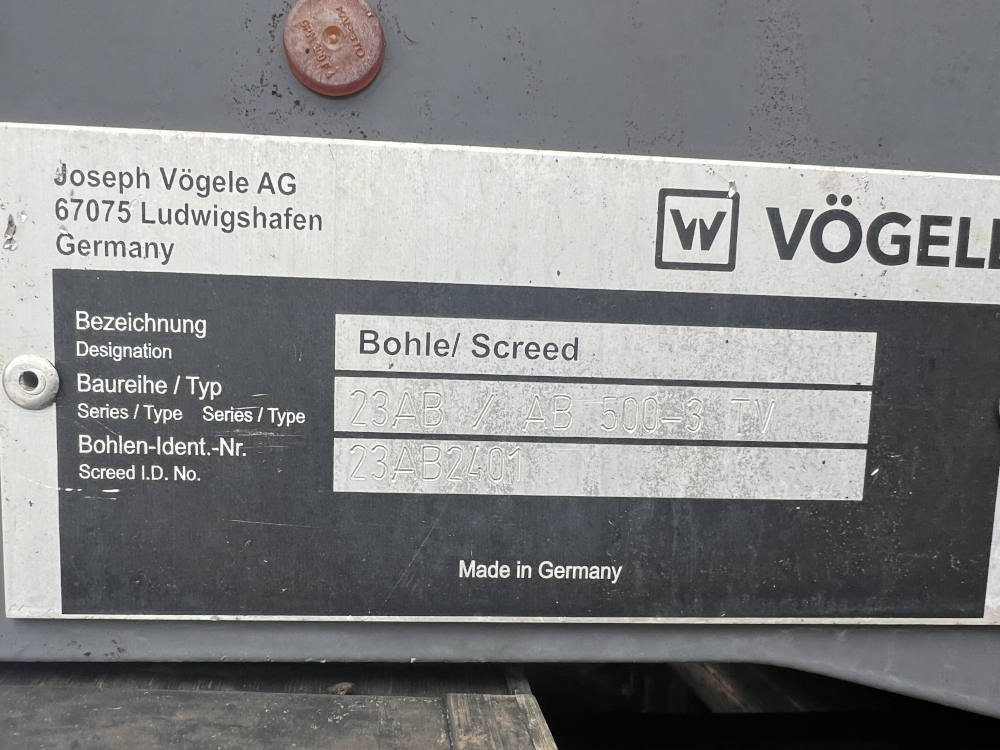 Joseph Vögele AG
67075 Ludwigshafen
Germany
VÖGELE
Bezeichnung
Designation
Bohle/ Screed
Baureihe / Typ
Series / Type Series / Type
23AB / AB 500-3 TV
Bohlen-Ident.-Nr.
Screed I.D. No.
23AB2401
Made in Germany